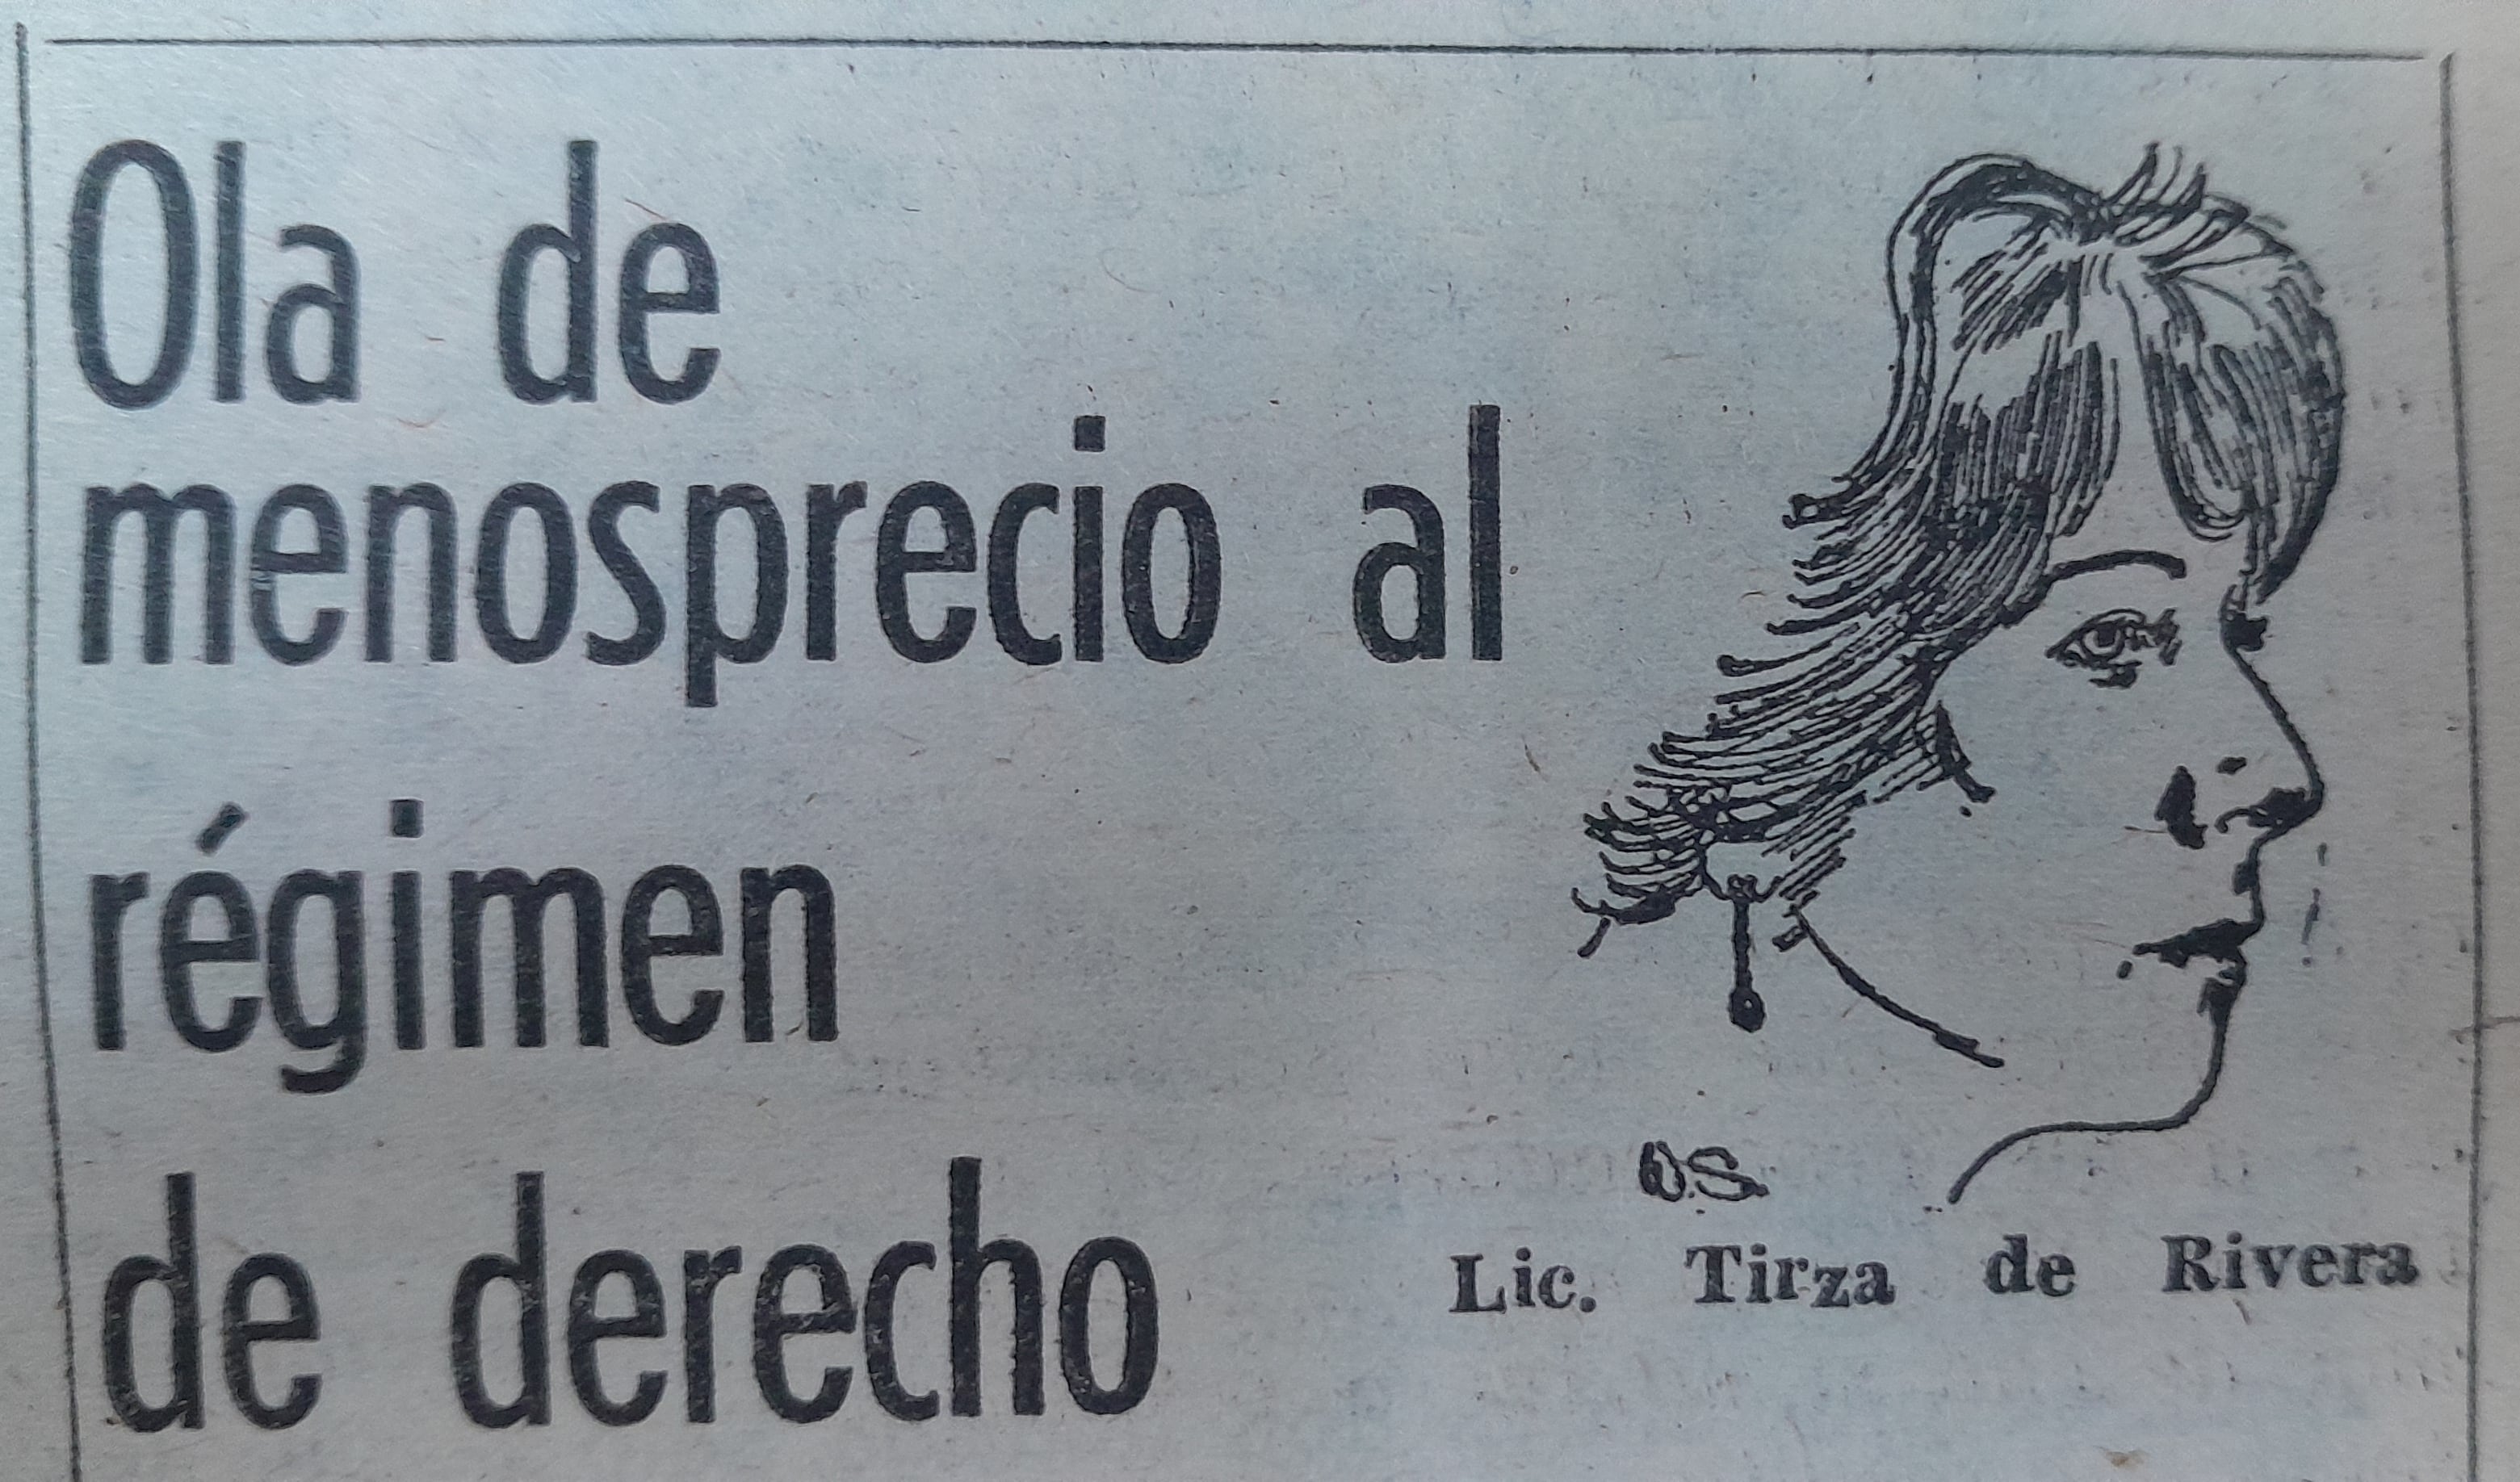 Ola de
menosprecio al
régimen
de derecho
O.S.
Lic. Tirza de Rivera